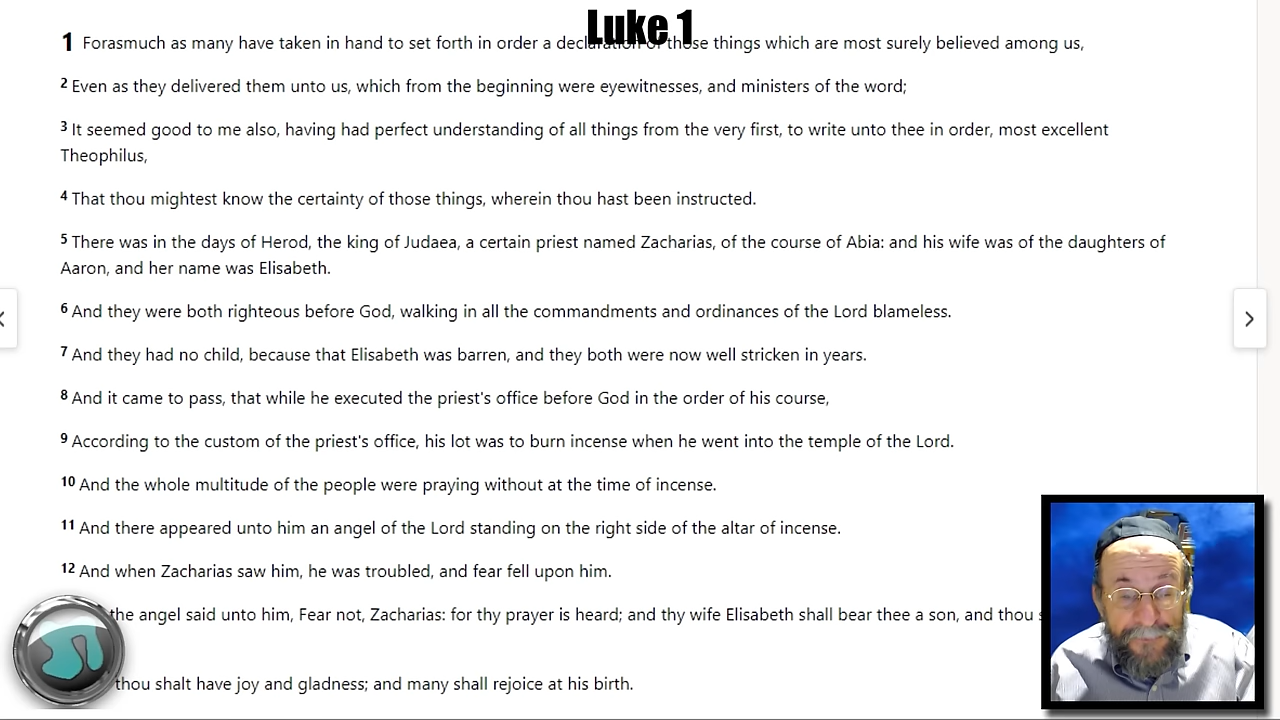 Luke 1
1 Forasmuch as many have taken in hand to set forth in order a declaration of those things which are most surely believed among us,
2 Even as they delivered them unto us, which from the beginning were eyewitnesses, and ministers of the word;
3 It seemed good to me also, having had perfect understanding of all things from the very first, to write unto thee in order, most excellent
Theophilus,
4 That thou mightest know the certainty of those things, wherein thou hast been instructed.
5 There was in the days of Herod, the king of Judaea, a certain priest named Zacharias, of the course of Abia: and his wife was of the daughters of
Aaron, and her name was Elisabeth.
6 And they were both righteous before God, walking in all the commandments and ordinances of the Lord blameless.
7 And they had no child, because that Elisabeth was barren, and they both were now well stricken in years.
8 And it came to pass, that while he executed the priest's office before God in the order of his course,
9 According to the custom of the priest's office, his lot was to burn incense when he went into the temple of the Lord.
10 And the whole multitude of the people were praying without at the time of incense.
11 And there appeared unto him an angel of the Lord standing on the right side of the altar of incense.
12 And when Zacharias saw him, he was troubled, and fear fell upon him.
the angel said unto him, Fear not, Zacharias: for thy prayer is heard; and thy wife Elisabeth shall bear thee a son, and thou
thou shalt have joy and gladness; and many shall rejoice at his birth.